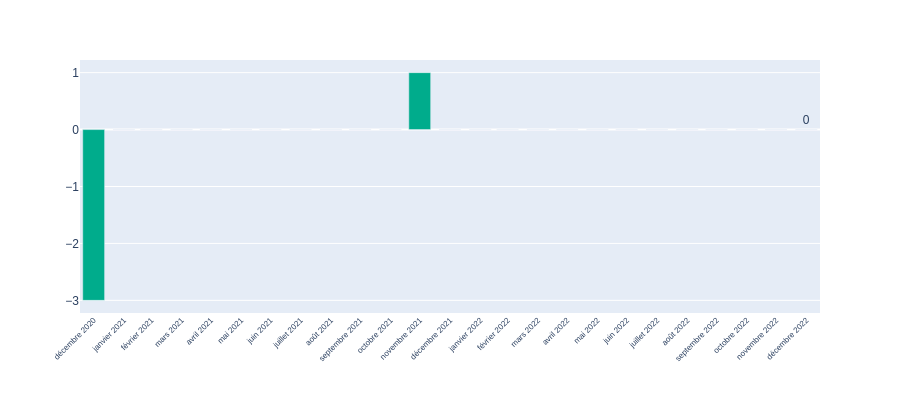 1
0
0
−1
−2
−3
décembre 2020
janvier 2021
février 2021
mars 2021
avril 2021
mai 2021
juin 2021
juillet 2021
août 2021
septembre 2021
octobre 2021
novembre 2021
décembre 2021
janvier 2022
février 2022
mars 2022
avril 2022
mai 2022
juin 2022
juillet 2022
août 2022
septembre 2022
octobre 2022
novembre 2022
décembre 2022